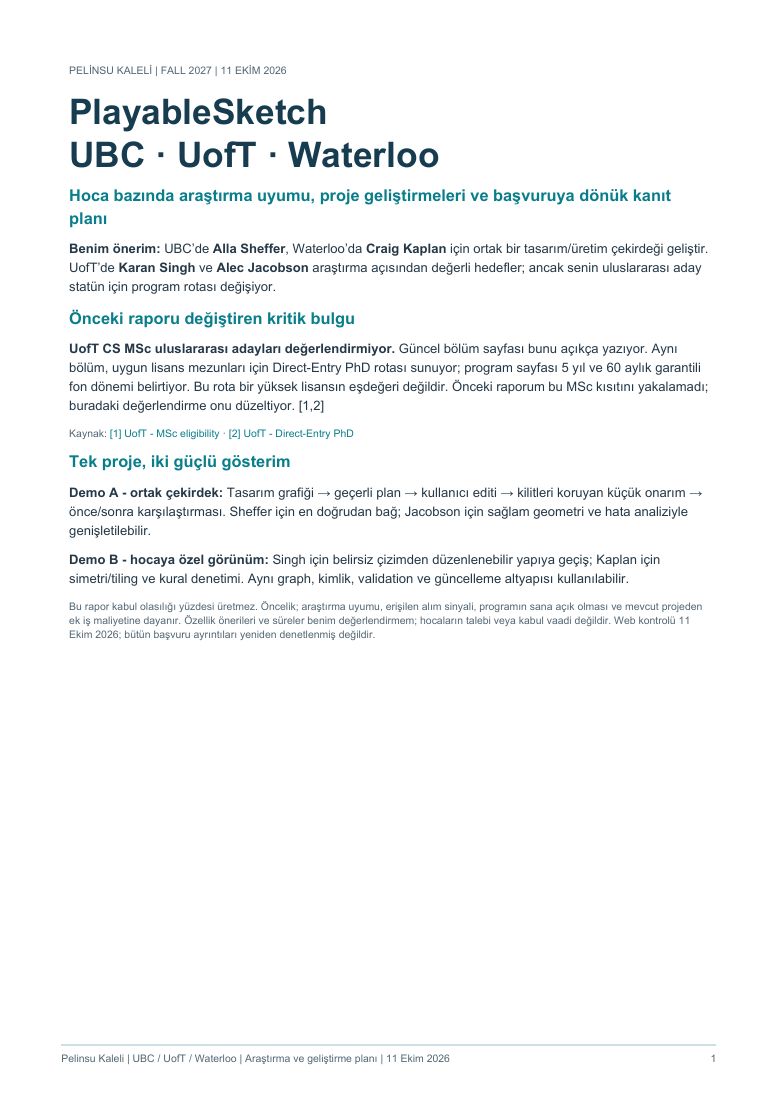 PELİNSU KALELİ | FALL 2027 | 11 EKİM 2026
PlayableSketch
UBC · UofT · Waterloo
Hoca bazında araştırma uyumu, proje geliştirmeleri ve başvuruya dönük kanıt
planı
Benim önerim: UBC’de Alla Sheffer, Waterloo’da Craig Kaplan için ortak bir tasarım/üretim çekirdeği geliştir.
UofT’de Karan Singh ve Alec Jacobson araştırma açısından değerli hedefler; ancak senin uluslararası aday
statün için program rotası değişiyor.
Önceki raporu değiştiren kritik bulgu
UofT CS MSc uluslararası adayları değerlendirmiyor. Güncel bölüm sayfası bunu açıkça yazıyor. Aynı
bölüm, uygun lisans mezunları için Direct-Entry PhD rotası sunuyor; program sayfası 5 yıl ve 60 aylık garantili
fon dönemi belirtiyor. Bu rota bir yüksek lisansın eşdeğeri değildir. Önceki raporum bu MSc kısıtını yakalamadı;
buradaki değerlendirme onu düzeltiyor. [1,2]
Kaynak: [1] UofT - MSc eligibility · [2] UofT - Direct-Entry PhD
Tek proje, iki güçlü gösterim
Demo A - ortak çekirdek: Tasarım grafiği → geçerli plan → kullanıcı editi → kilitleri koruyan küçük onarım →
önce/sonra karşılaştırması. Sheffer için en doğrudan bağ; Jacobson için sağlam geometri ve hata analiziyle
genişletilebilir.
Demo B - hocaya özel görünüm: Singh için belirsiz çizimden düzenlenebilir yapıya geçiş; Kaplan için
simetri/tiling ve kural denetimi. Aynı graph, kimlik, validation ve güncelleme altyapısı kullanılabilir.
Bu rapor kabul olasılığı yüzdesi üretmez. Öncelik; araştırma uyumu, erişilen alım sinyali, programın sana açık olması ve mevcut projeden
ek iş maliyetine dayanır. Özellik önerileri ve süreler benim değerlendirmem; hocaların talebi veya kabul vaadi değildir. Web kontrolü 11
Ekim 2026; bütün başvuru ayrıntıları yeniden denetlenmiş değildir.
Pelinsu Kaleli | UBC / UofT / Waterloo | Araştırma ve geliştirme planı | 11 Ekim 2026
1